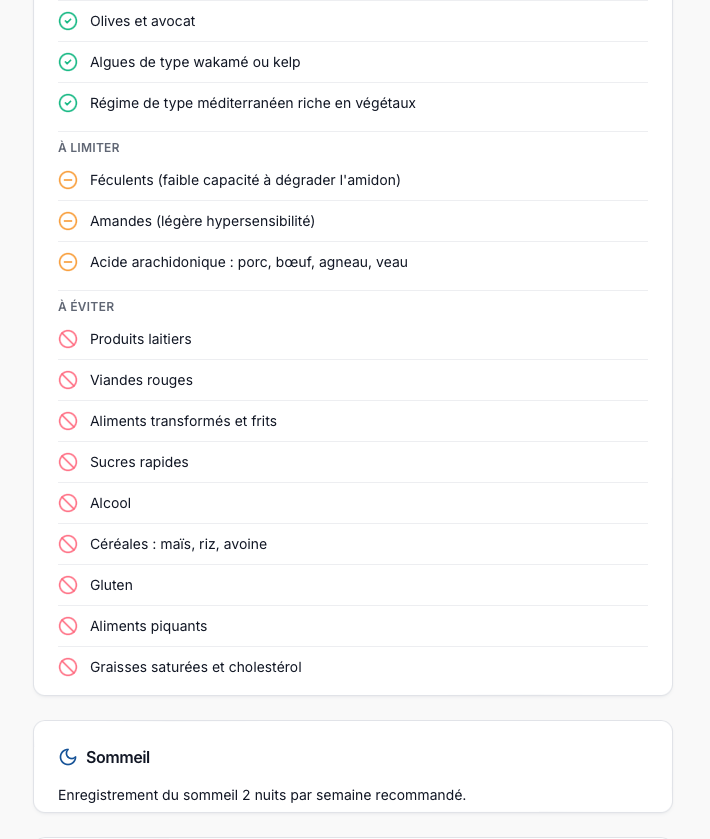 Olives et avocat
Algues de type wakamé ou kelp
Régime de type méditerranéen riche en végétaux
À LIMITER
Féculents (faible capacité à dégrader l'amidon)
Amandes (légère hypersensibilité)
Acide arachidonique : porc, bœuf, agneau, veau
À ÉVITER
Produits laitiers
Viandes rouges
Aliments transformés et frits
Sucres rapides
Alcool
Céréales : maïs, riz, avoine
Gluten
Aliments piquants
Graisses saturées et cholestérol
Sommeil
Enregistrement du sommeil 2 nuits par semaine recommandé.